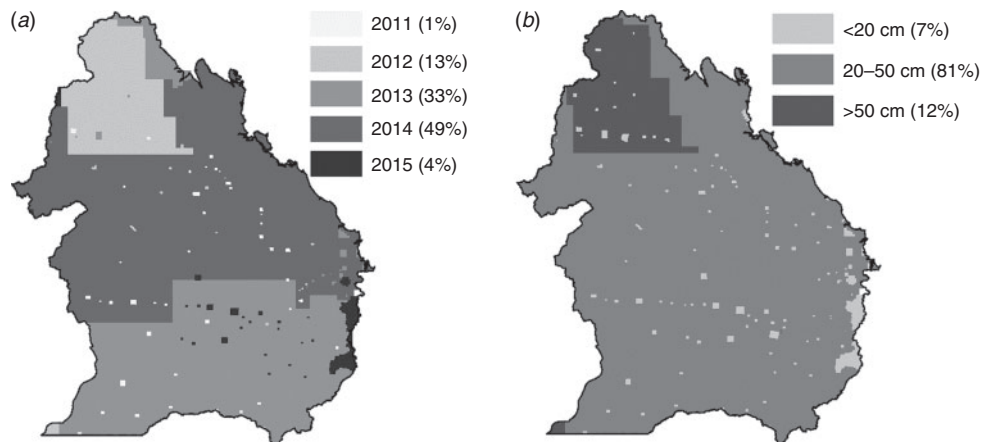 (a)
2011 (1%)
2012 (13%)
2013 (33%)
2014 (49%)
2015 (4%)
(b)
<20 cm (7%)
20–50 cm (81%)
>50 cm (12%)